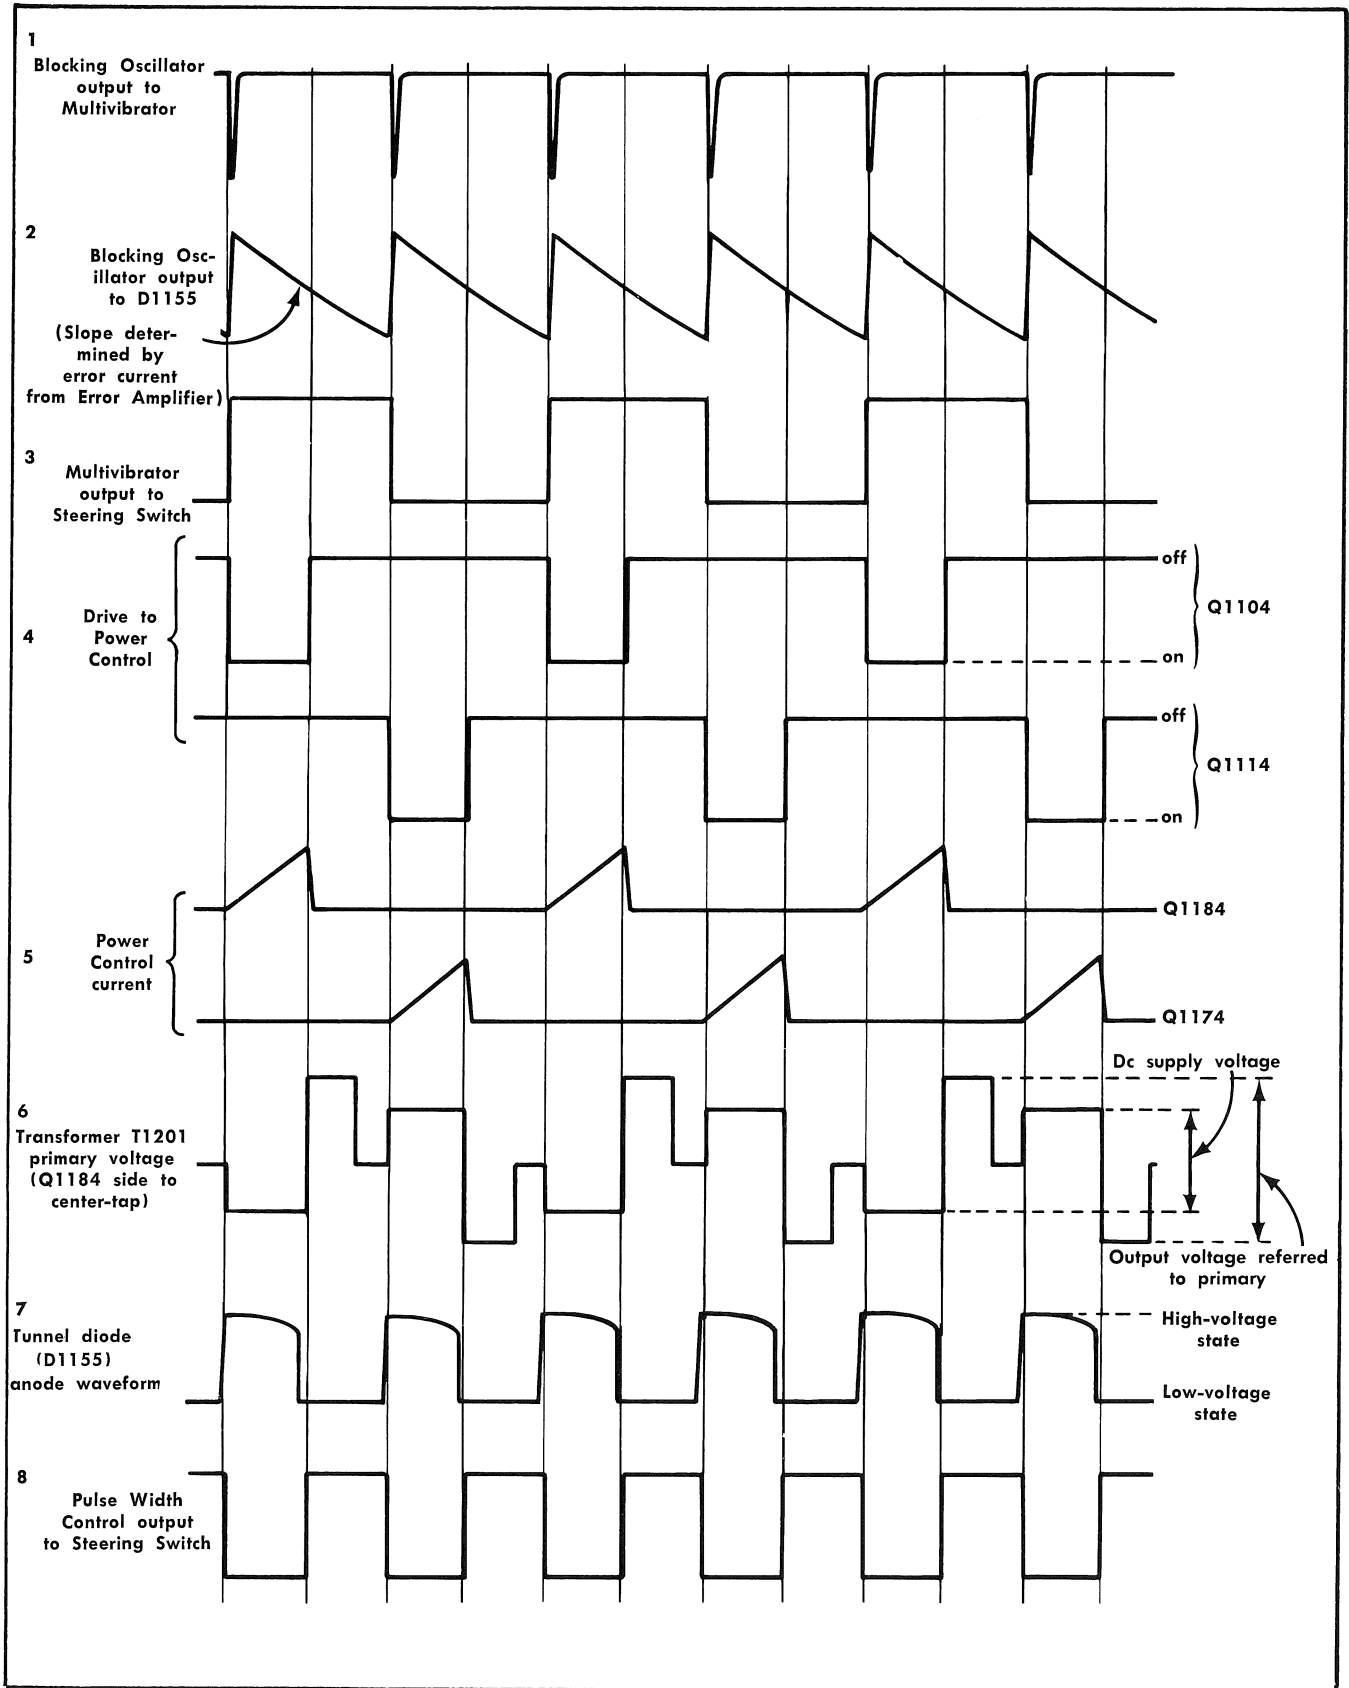 1
Blocking Oscillator
output to
Multivibrator
2
Blocking Osc-
illator output
to D1155
(Slope deter-
mined by
error current
from Error Amplifier)
3
Multivibrator
output to
Steering Switch
4
Drive to
Power
Control
off
on
Q1104
off
on
Q1114
5
Power
Control
current
Q1184
Q1174
6
Transformer T1201
primary voltage
(Q1184 side to
center-tap)
Dc supply voltage
Output voltage referred
to primary
7
Tunnel diode
(D1155)
anode waveform
High-voltage
state
Low-voltage
state
8
Pulse Width
Control output
to Steering Switch